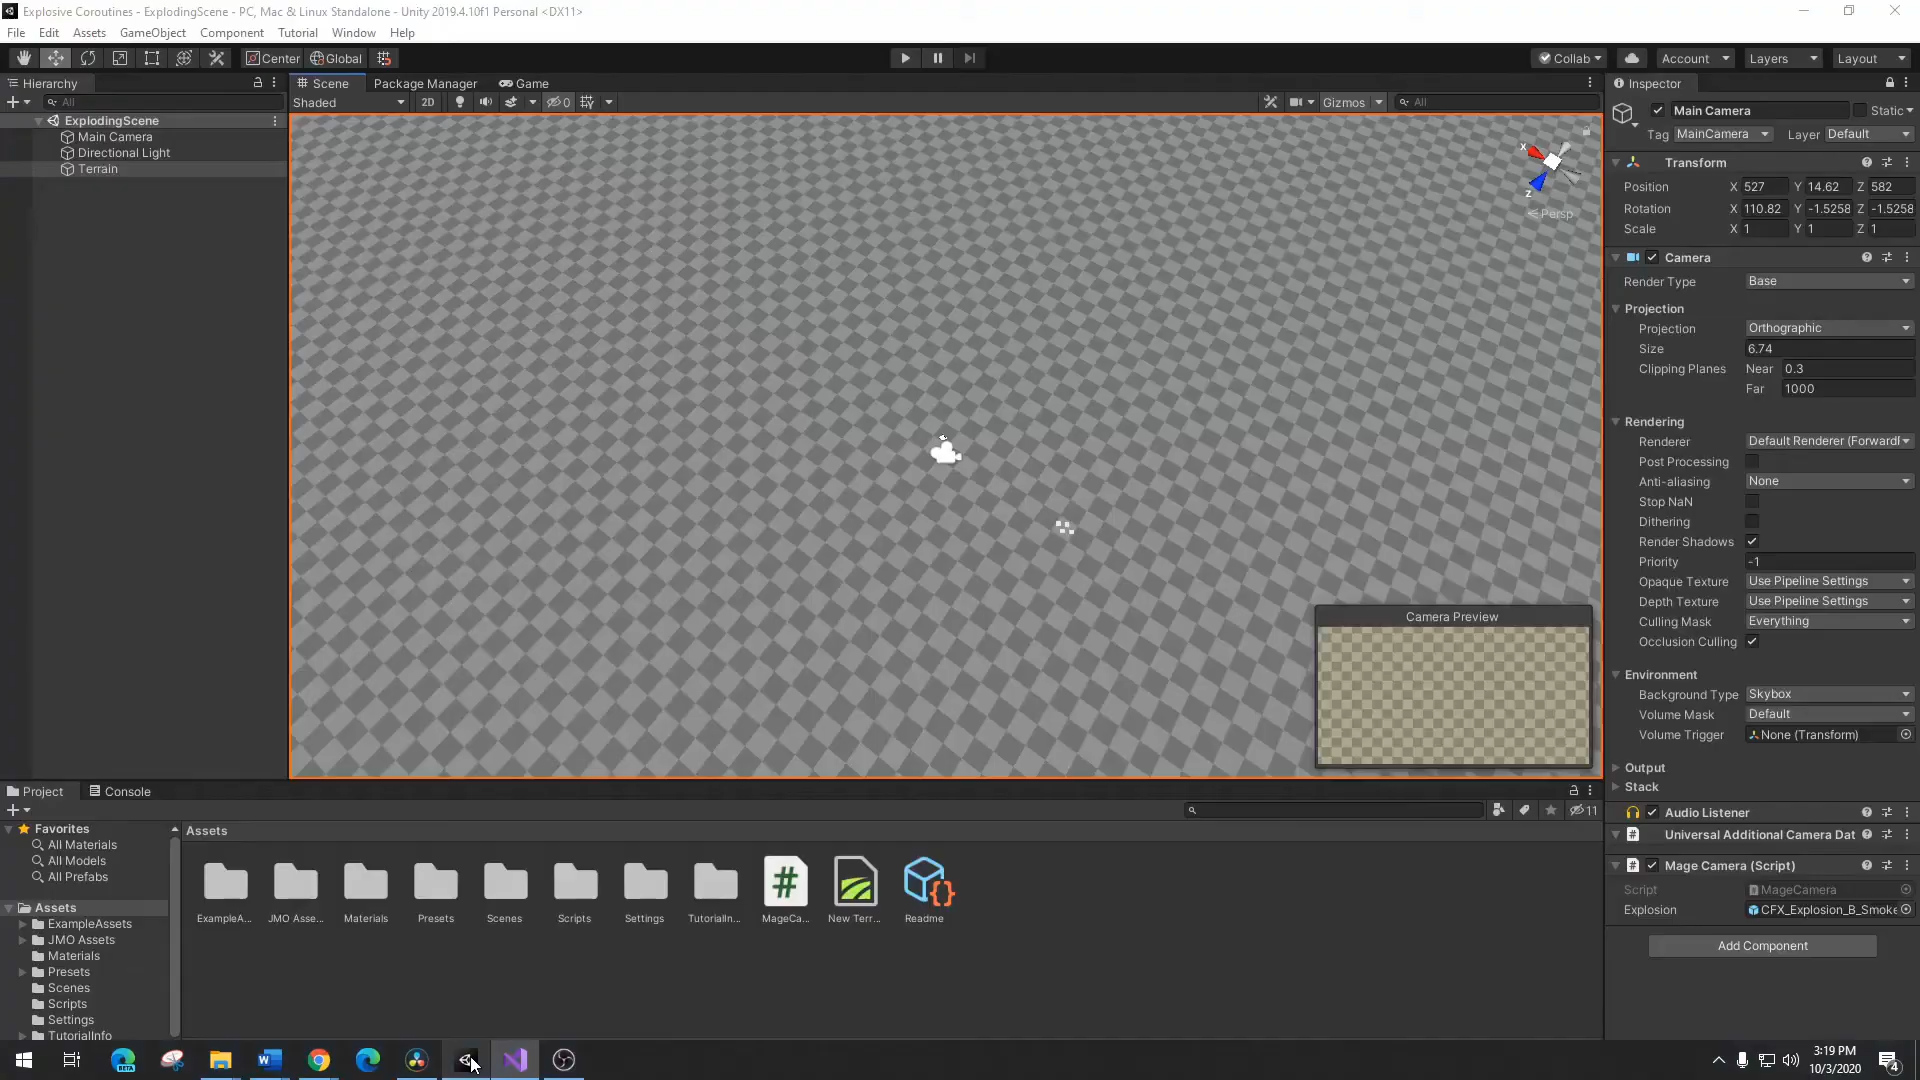 Explosive Coroutines - ExplodingScene - PC, Mac & Linux Standalone - Unity 2019.4.10f1 Personal <DX11>
File Edit Assets GameObject Component Tutorial Window Help
Center Global Collab Account Layers Layout
Hierarchy
All
ExplodingScene
Main Camera
Directional Light
Terrain
Scene Package Manager Game
Shaded 2D 0 Gizmos All
X
Z
Persp
Camera Preview
Inspector
Main Camera Static
Tag MainCamera Layer Default
Transform
Position X 527 Y 14.62 Z 582
Rotation X 110.82 Y -1.5258 Z -1.5258
Scale X 1 Y 1 Z 1
Camera
Render Type Base
Projection
Projection Orthographic
Size 6.74
Clipping Planes Near 0.3
Far 1000
Rendering
Renderer Default Renderer (ForwardR
Post Processing
Anti-aliasing None
Stop NaN
Dithering
Render Shadows
Priority -1
Opaque Texture Use Pipeline Settings
Depth Texture Use Pipeline Settings
Culling Mask Everything
Occlusion Culling
Environment
Background Type Skybox
Volume Mask Default
Volume Trigger None (Transform)
Output
Stack
Audio Listener
Universal Additional Camera Dat
Mage Camera (Script)
Script MageCamera
Explosion CFX_Explosion_B_Smoke
Add Component
Project Console
11
Favorites
All Materials
All Models
All Prefabs
Assets
ExampleAssets
JMO Assets
Materials
Presets
Scenes
Scripts
Settings
TutorialInfo
Assets
ExampleA... JMO Asse... Materials Presets Scenes Scripts Settings TutorialIn... MageCa... New Terr... Readme
BETA
3:19 PM
10/3/2020
4